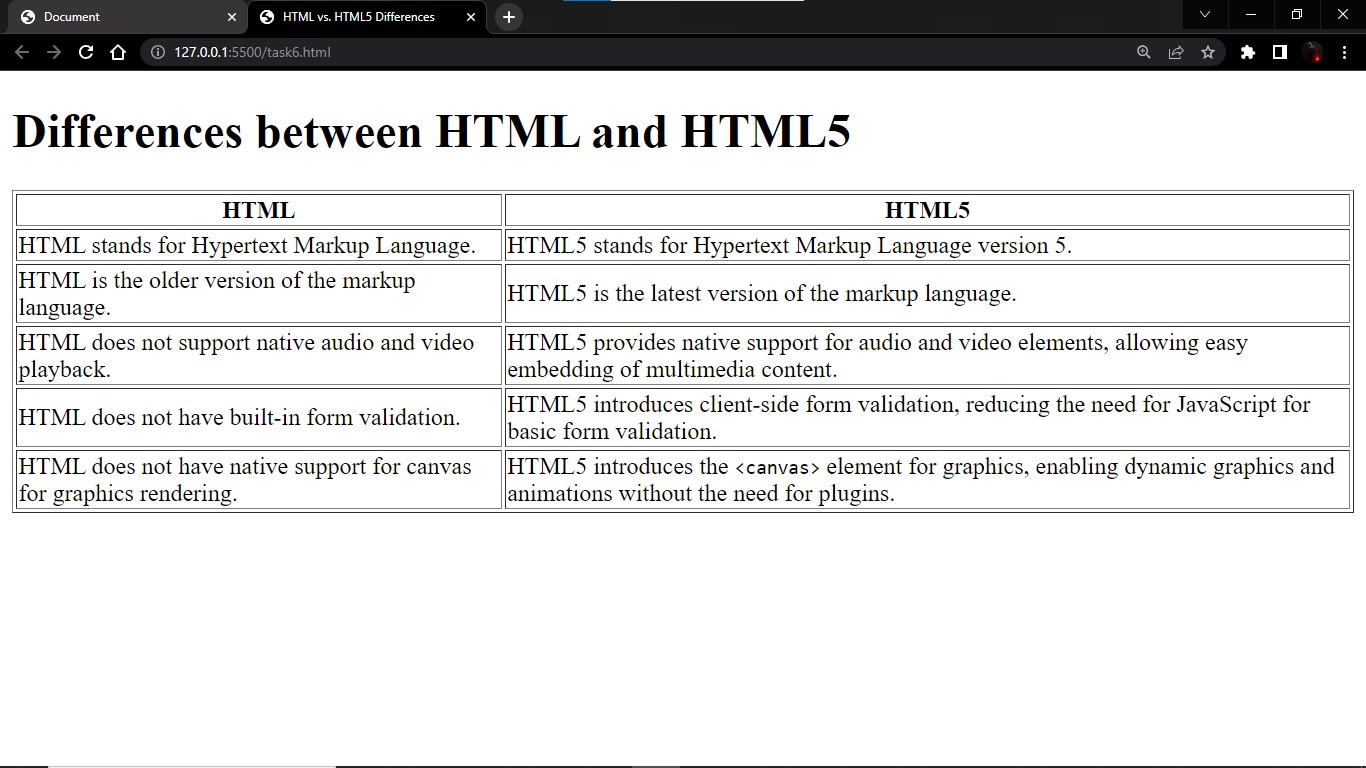 Document
HTML vs. HTML5 Differences
127.0.0.1:5500/task6.html
Differences between HTML and HTML5
HTML
HTML5
HTML stands for Hypertext Markup Language.
HTML5 stands for Hypertext Markup Language version 5.
HTML is the older version of the markup
language.
HTML5 is the latest version of the markup language.
HTML does not support native audio and video
playback.
HTML5 provides native support for audio and video elements, allowing easy
embedding of multimedia content.
HTML does not have built-in form validation.
HTML5 introduces client-side form validation, reducing the need for JavaScript for
basic form validation.
HTML does not have native support for canvas
for graphics rendering.
HTML5 introduces the <canvas> element for graphics, enabling dynamic graphics and
animations without the need for plugins.